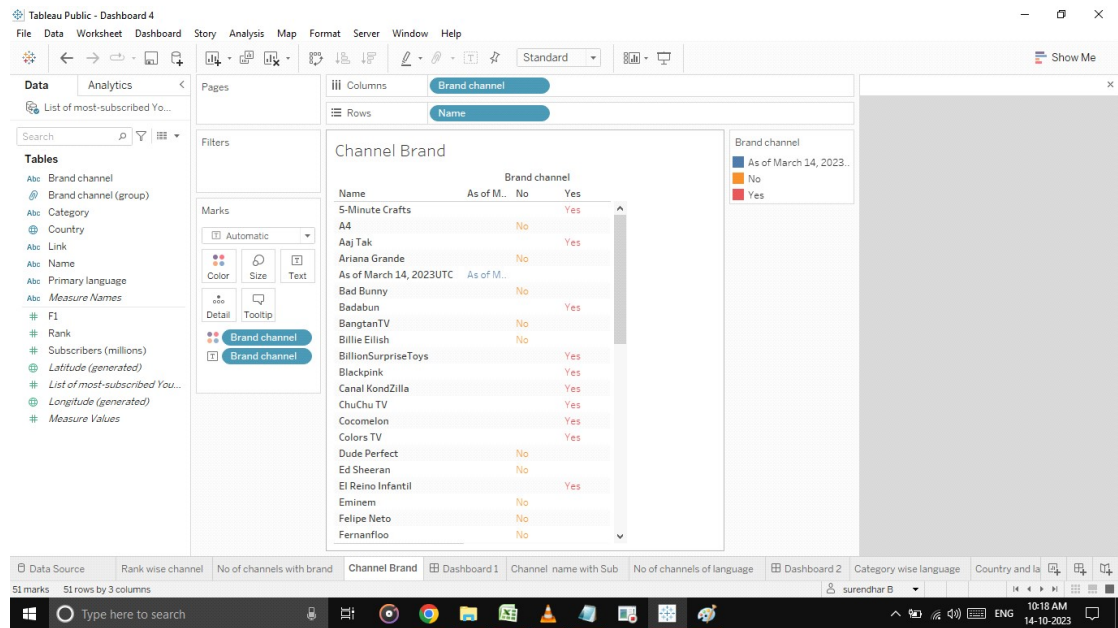 Tableau Public - Dashboard 4
File Data Worksheet Dashboard Story Analysis Map Format Server Window Help
Standard
Show Me
Data Analytics
List of most-subscribed Yo...
Search
Tables
Abc Brand channel
Brand channel (group)
Abc Category
Country
Abc Link
Abc Name
Abc Primary language
Abc Measure Names
# F1
# Rank
# Subscribers (millions)
Latitude (generated)
# List of most-subscribed You...
Longitude (generated)
# Measure Values
Pages
Filters
Marks
Automatic
Color Size Text
Detail Tooltip
Brand channel
Brand channel
Columns Brand channel
Rows Name
Channel Brand
Brand channel
Name As of M.. No Yes
5-Minute Crafts Yes
A4 No
Aaj Tak Yes
Ariana Grande No
As of March 14, 2023UTC As of M..
Bad Bunny No
Badabun Yes
BangtanTV No
Billie Eilish No
BillionSurpriseToys Yes
Blackpink Yes
Canal KondZilla Yes
ChuChu TV Yes
Cocomelon Yes
Colors TV Yes
Dude Perfect No
Ed Sheeran No
El Reino Infantil Yes
Eminem No
Felipe Neto No
Fernanfloo No
Brand channel
As of March 14, 2023..
No
Yes
Data Source Rank wise channel No of channels with brand Channel Brand Dashboard 1 Channel name with Sub No of channels of language Dashboard 2 Category wise language Country and la
51 marks 51 rows by 3 columns surendhar B
Type here to search
ENG
10:18 AM
14-10-2023